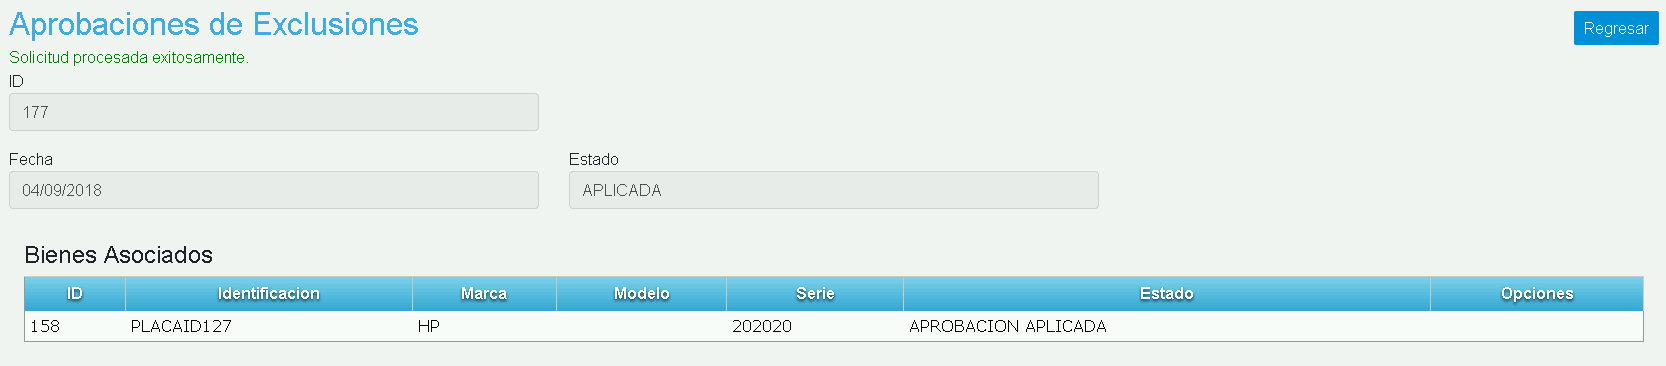 Aprobaciones de Exclusiones
Regresar
Solicitud procesada exitosamente.
ID
177
Fecha
Estado
04/09/2018
APLICADA
Bienes Asociados
ID Identificacion Marca Modelo Serie Estado Opciones
158 PLACAID127 HP 202020 APROBACION APLICADA